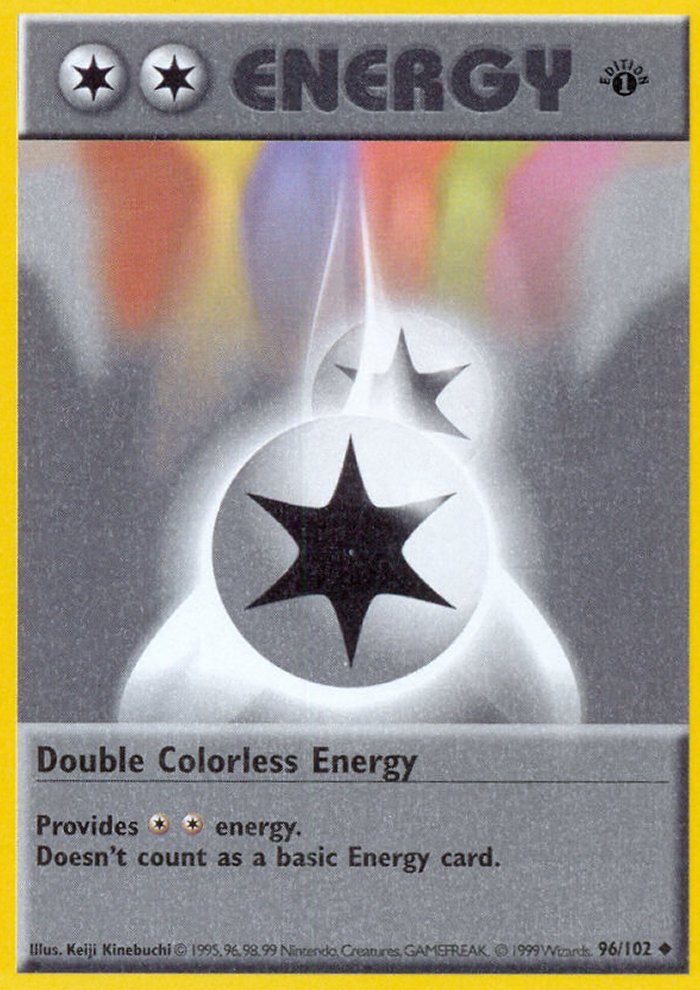 ENERGY
EDITION
1
Double Colorless Energy
Provides energy.
Doesn't count as a basic Energy card.
Illus. Keiji Kinebuchi © 1995, 96, 98, 99 Nintendo, Creatures, GAMEFREAK. © 1999 Wizards. 96/102 ◆